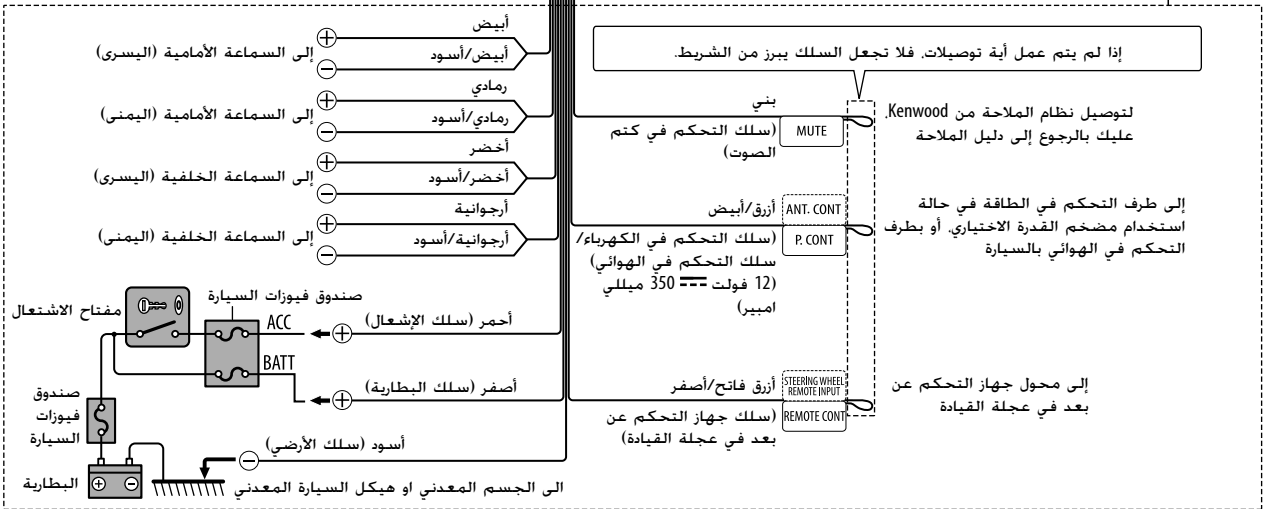 إذا لم يتم عمل أية توصيلات، فلا تجعل السلك يبرز من الشريط.
أبيض
أبيض/أسود
إلى السماعة الأمامية (اليسرى)
رمادي
رمادي/أسود
إلى السماعة الأمامية (اليمنى)
أخضر
أخضر/أسود
إلى السماعة الخلفية (اليسرى)
أرجوانية
أرجوانية/أسود
إلى السماعة الخلفية (اليمنى)
بني
MUTE
(سلك التحكم في كتم
الصوت)
لتوصيل نظام الملاحة من Kenwood،
عليك بالرجوع إلى دليل الملاحة
أزرق/أبيض
ANT. CONT
P. CONT
(سلك التحكم في الكهرباء/
سلك التحكم في الهوائي)
(12 فولت ⎓ 350 ميللي
امبير)
إلى طرف التحكم في الطاقة في حالة
استخدام مضخم القدرة الاختياري، أو بطرف
التحكم في الهوائي بالسيارة
أزرق فاتح/أصفر
STEERING WHEEL
REMOTE INPUT
REMOTE CONT
(سلك جهاز التحكم عن
بعد في عجلة القيادة)
إلى محول جهاز التحكم عن
بعد في عجلة القيادة
مفتاح الاشتعال
صندوق فيوزات السيارة
ACC
أحمر (سلك الإشعال)
BATT
أصفر (سلك البطارية)
صندوق
فيوزات
السيارة
أسود (سلك الأرضي)
البطارية
الى الجسم المعدني او هيكل السيارة المعدني